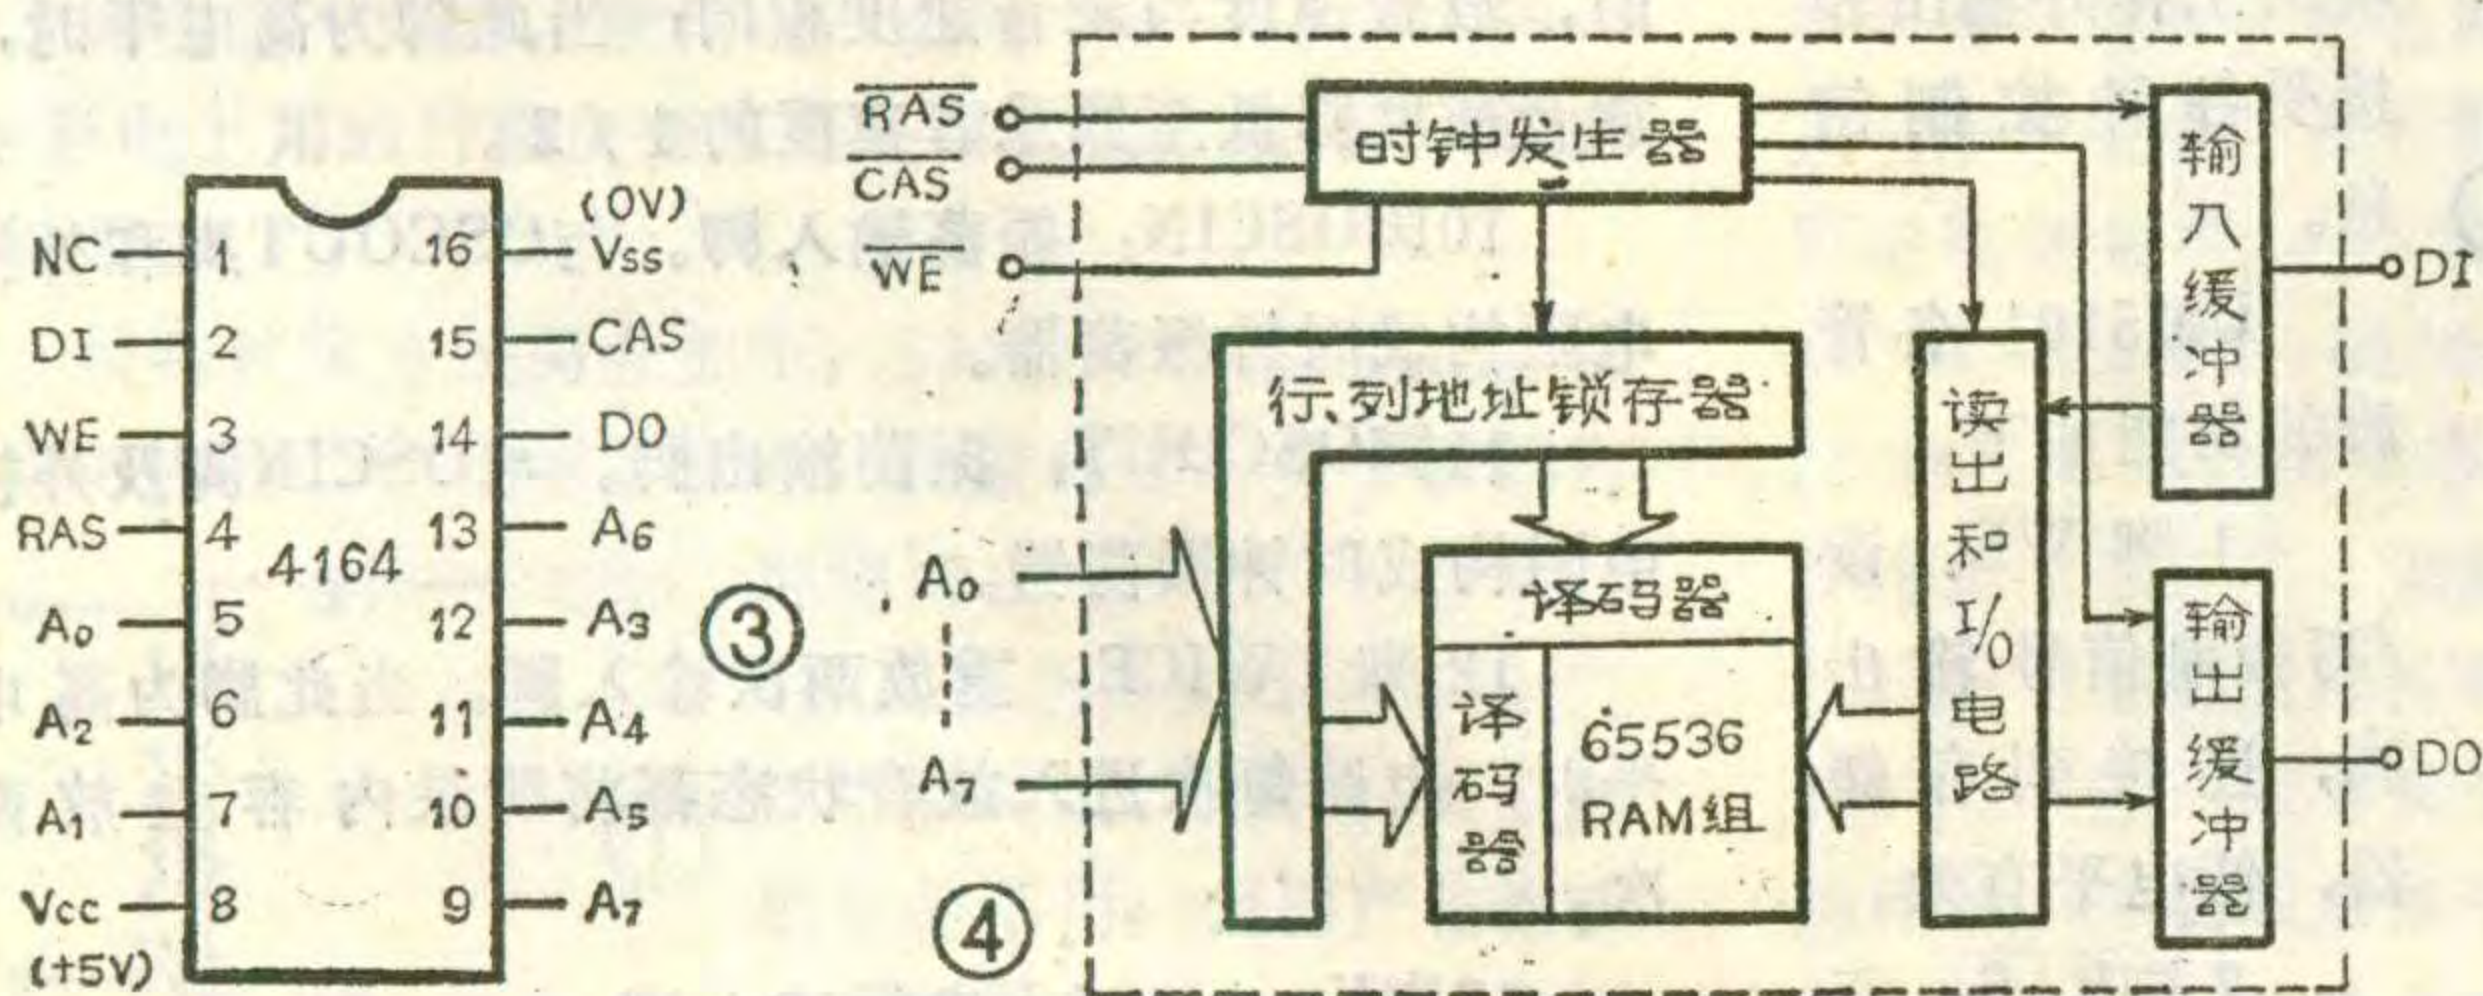 NC 1
DI 2
WE 3
RAS 4
A₀ 5
A₂ 6
A₁ 7
Vcc 8
(+5V)
4164
(0V)
16 Vss
15 CAS
14 DO
13 A₆
12 A₃
11 A₄
10 A₅
9 A₇
③
R̅A̅S̅
C̅A̅S̅
W̅E̅
时钟发生器
行、列地址锁存器
A₀
A₇
译码器
译码器
65536
RAM组
读出和I/O电路
输入缓冲器
DI
输出缓冲器
DO
④